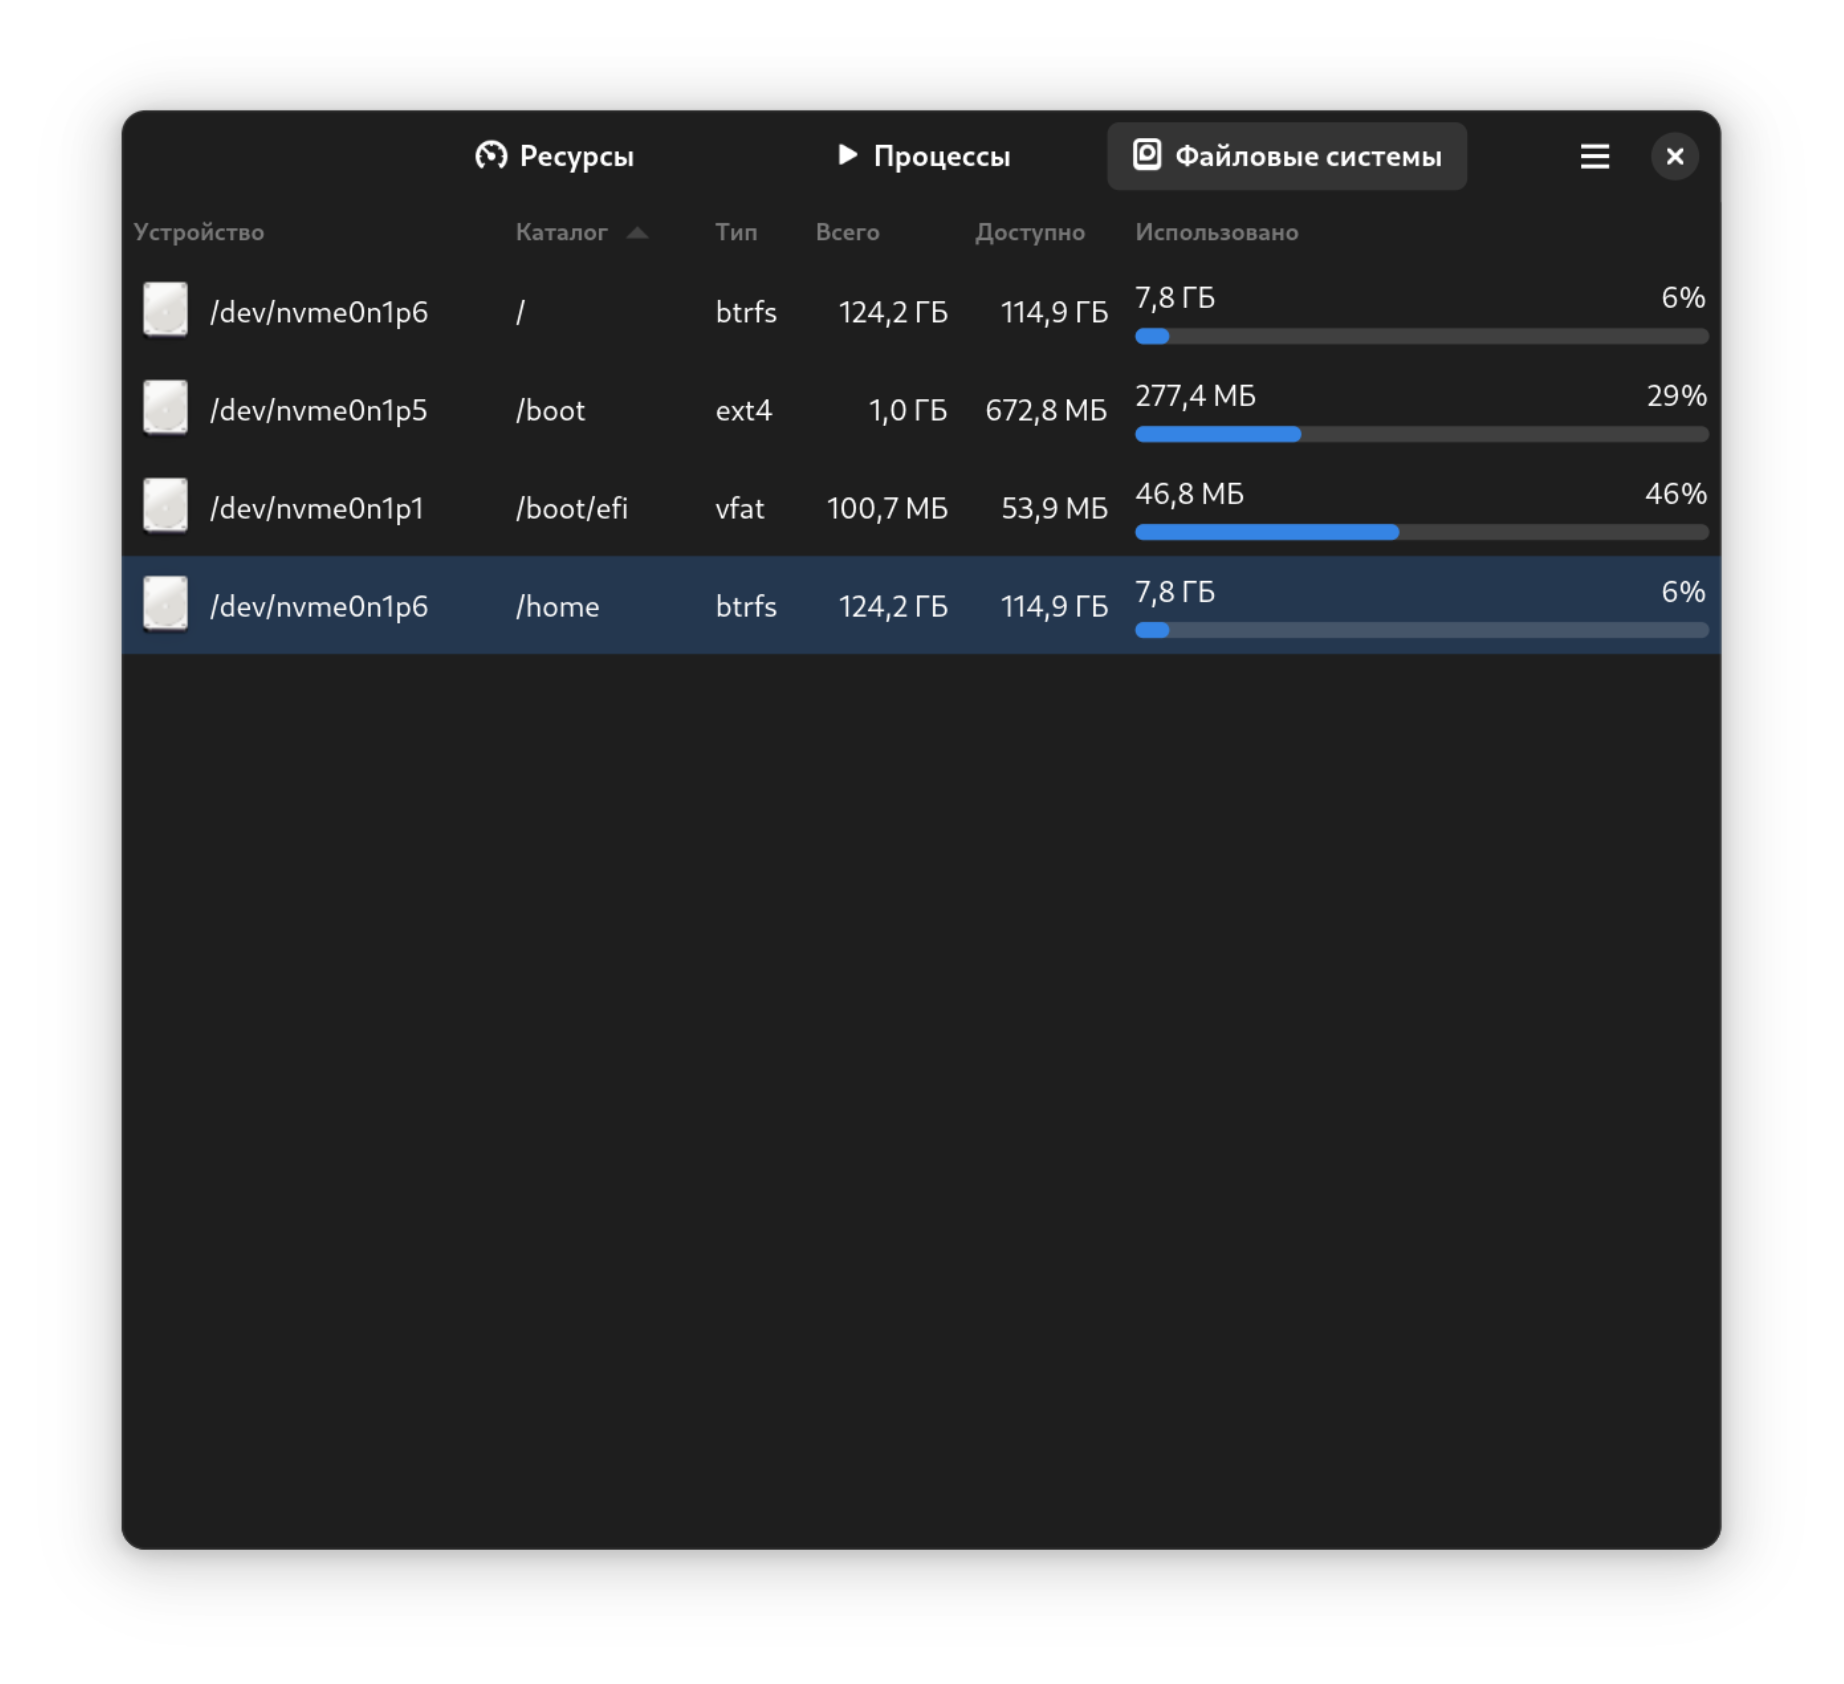 Ресурсы Процессы Файловые системы
Устройство Каталог Тип Всего Доступно Использовано
/dev/nvme0n1p6 / btrfs 124,2 ГБ 114,9 ГБ 7,8 ГБ 6%
/dev/nvme0n1p5 /boot ext4 1,0 ГБ 672,8 МБ 277,4 МБ 29%
/dev/nvme0n1p1 /boot/efi vfat 100,7 МБ 53,9 МБ 46,8 МБ 46%
/dev/nvme0n1p6 /home btrfs 124,2 ГБ 114,9 ГБ 7,8 ГБ 6%